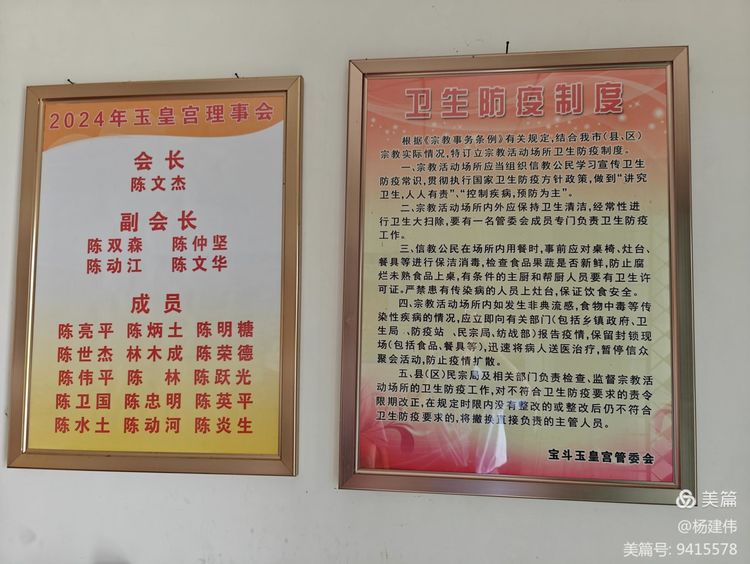 2024年玉皇宫理事会
会长
陈文杰
副会长
陈双森 陈仲坚
陈动江 陈文华
成员
陈亮平 陈炳土 陈明榶
陈世杰 林木成 陈荣德
陈伟平 陈林 陈跃光
陈卫国 陈忠明 陈英平
陈水土 陈动河 陈炎生
卫生防疫制度
根据《宗教事务条例》有关规定,结合我市(县、区)
宗教实际情况,特订立宗教活动场所卫生防疫制度。
一、宗教活动场所应当组织信教公民学习宣传卫生
防疫常识,贯彻执行国家卫生防疫方针政策,做到“讲究
卫生,人人有责”、“控制疾病,预防为主”。
二、宗教活动场所内外应保持卫生清洁,经常性进
行卫生大扫除,要有一名管委会成员专门负责卫生防疫
工作。
三、信教公民在场所内用餐时,事前应对桌椅、灶台、
餐具等进行保洁消毒,检查食品果蔬是否新鲜,防止腐
烂未熟食品上桌,有条件的主厨和帮厨人员要有卫生许
可证。严禁患有传染病的人员上灶台,保证饮食安全。
四、宗教活动场所内如发生非典流感,食物中毒等传
染性疾病的情况,应立即向有关部门(包括乡镇政府、卫
生局、防疫站、民宗局、纺战部)报告疫情,保留封锁现
场(包括食品、餐具等),迅速将病人送医治疗,暂停信众
聚会活动,防止疫情扩散。
五、县(区)民宗局及相关部门负责检查、监督宗教活
动场所的卫生防疫工作,对不符合卫生防疫要求的责令
限期改正,在规定时限内没有整改的或整改后仍不符合
卫生防疫要求的,将撤换直接负责的主管人员。
宝斗玉皇宫管委会
美篇
@杨建伟
美篇号: 9415578